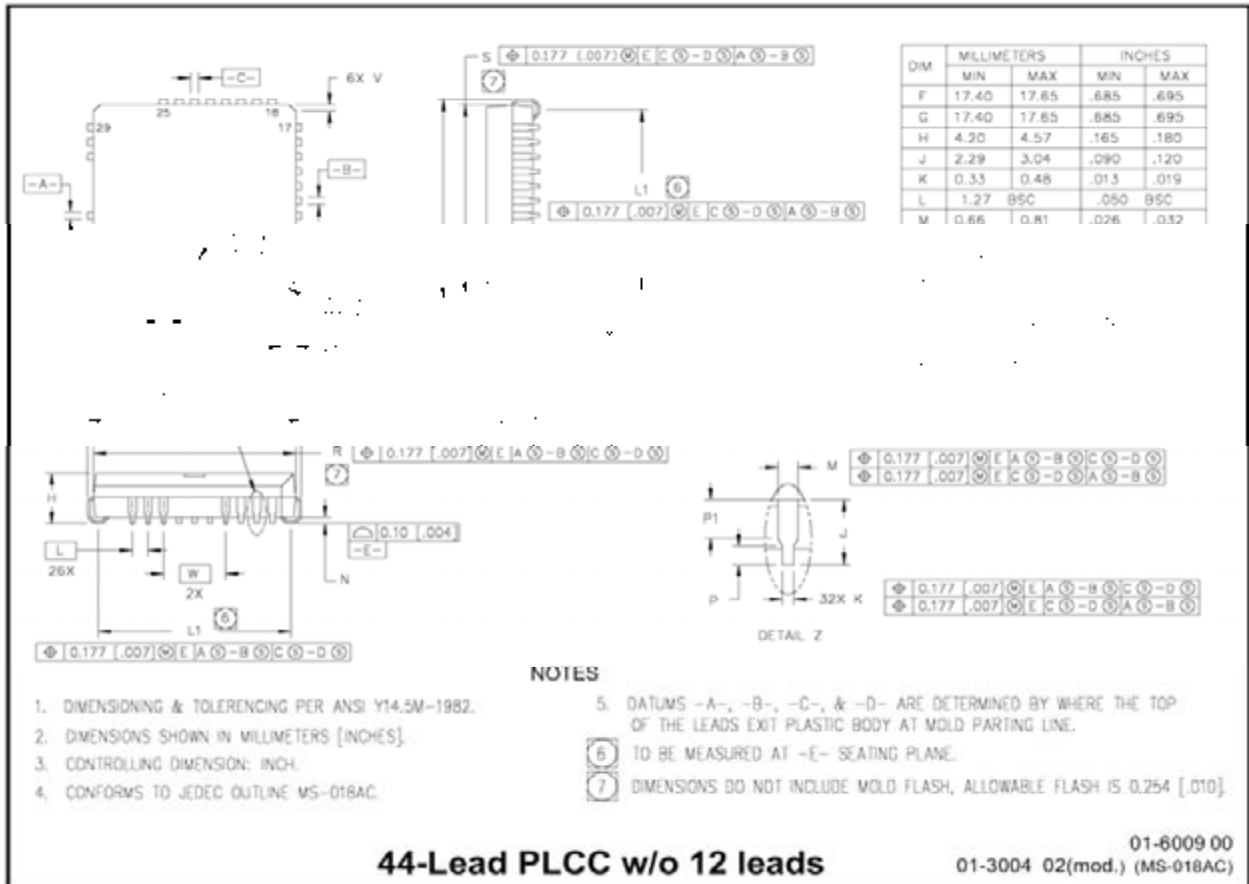 S ⌖ 0.177 [.007] Ⓜ E C Ⓢ-D Ⓢ A Ⓢ-B Ⓢ
7
-C-
6X V
25 18
29 17
-B-
-A-
L1 6
⌖ 0.177 [.007] Ⓜ E C Ⓢ-D Ⓢ A Ⓢ-B Ⓢ
DIM MILLIMETERS INCHES
MIN MAX MIN MAX
F 17.40 17.65 .685 .695
G 17.40 17.65 .685 .695
H 4.20 4.57 .165 .180
J 2.29 3.04 .090 .120
K 0.33 0.48 .013 .019
L 1.27 BSC .050 BSC
M 0.66 0.81 .026 .032
R ⌖ 0.177 [.007] Ⓜ E A Ⓢ-B Ⓢ C Ⓢ-D Ⓢ
7
H
⌓ 0.10 [.004]
-E-
L
26X
W
2X
N
6
L1
⌖ 0.177 [.007] Ⓜ E A Ⓢ-B Ⓢ C Ⓢ-D Ⓢ
M ⌖ 0.177 [.007] Ⓜ E A Ⓢ-B Ⓢ C Ⓢ-D Ⓢ
⌖ 0.177 [.007] Ⓜ E C Ⓢ-D Ⓢ A Ⓢ-B Ⓢ
P1
J
P
32X K
⌖ 0.177 [.007] Ⓜ E A Ⓢ-B Ⓢ C Ⓢ-D Ⓢ
⌖ 0.177 [.007] Ⓜ E C Ⓢ-D Ⓢ A Ⓢ-B Ⓢ
DETAIL Z
NOTES
1. DIMENSIONING & TOLERENCING PER ANSI Y14.5M-1982.
2. DIMENSIONS SHOWN IN MILLIMETERS [INCHES].
3. CONTROLLING DIMENSION: INCH.
4. CONFORMS TO JEDEC OUTLINE MS-018AC.
5. DATUMS -A-, -B-, -C-, & -D- ARE DETERMINED BY WHERE THE TOP
OF THE LEADS EXIT PLASTIC BODY AT MOLD PARTING LINE.
6 TO BE MEASURED AT -E- SEATING PLANE.
7 DIMENSIONS DO NOT INCLUDE MOLD FLASH, ALLOWABLE FLASH IS 0.254 [.010].
44-Lead PLCC w/o 12 leads
01-6009 00
01-3004 02(mod.) (MS-018AC)